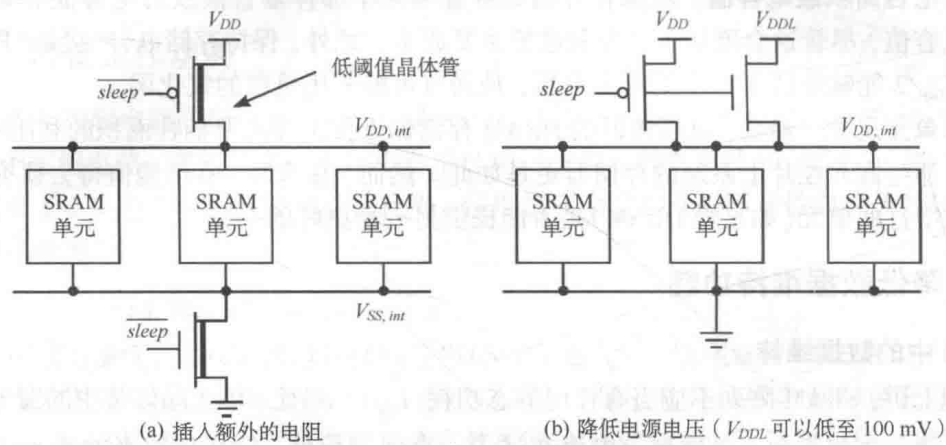 V_DD
低阈值晶体管
sleep
V_DD, int
SRAM
单元
SRAM
单元
SRAM
单元
V_SS, int
s̅l̅e̅e̅p̅
(a) 插入额外的电阻
V_DD
V_DDL
sleep
V_DD, int
SRAM
单元
SRAM
单元
SRAM
单元
(b) 降低电源电压（V_DDL 可以低至 100 mV）